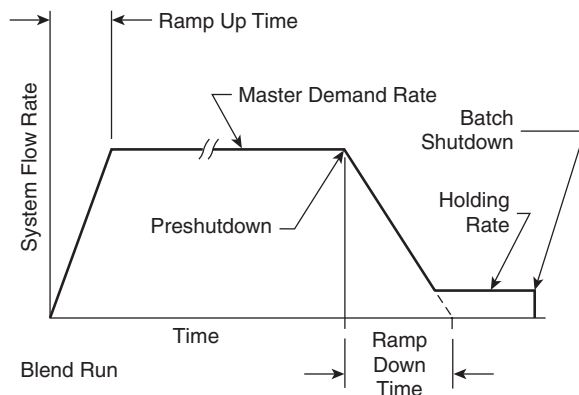 Ramp Up Time
System Flow Rate
Master Demand Rate
Batch
Shutdown
Preshutdown
Holding
Rate
Time
Ramp
Down
Time
Blend Run